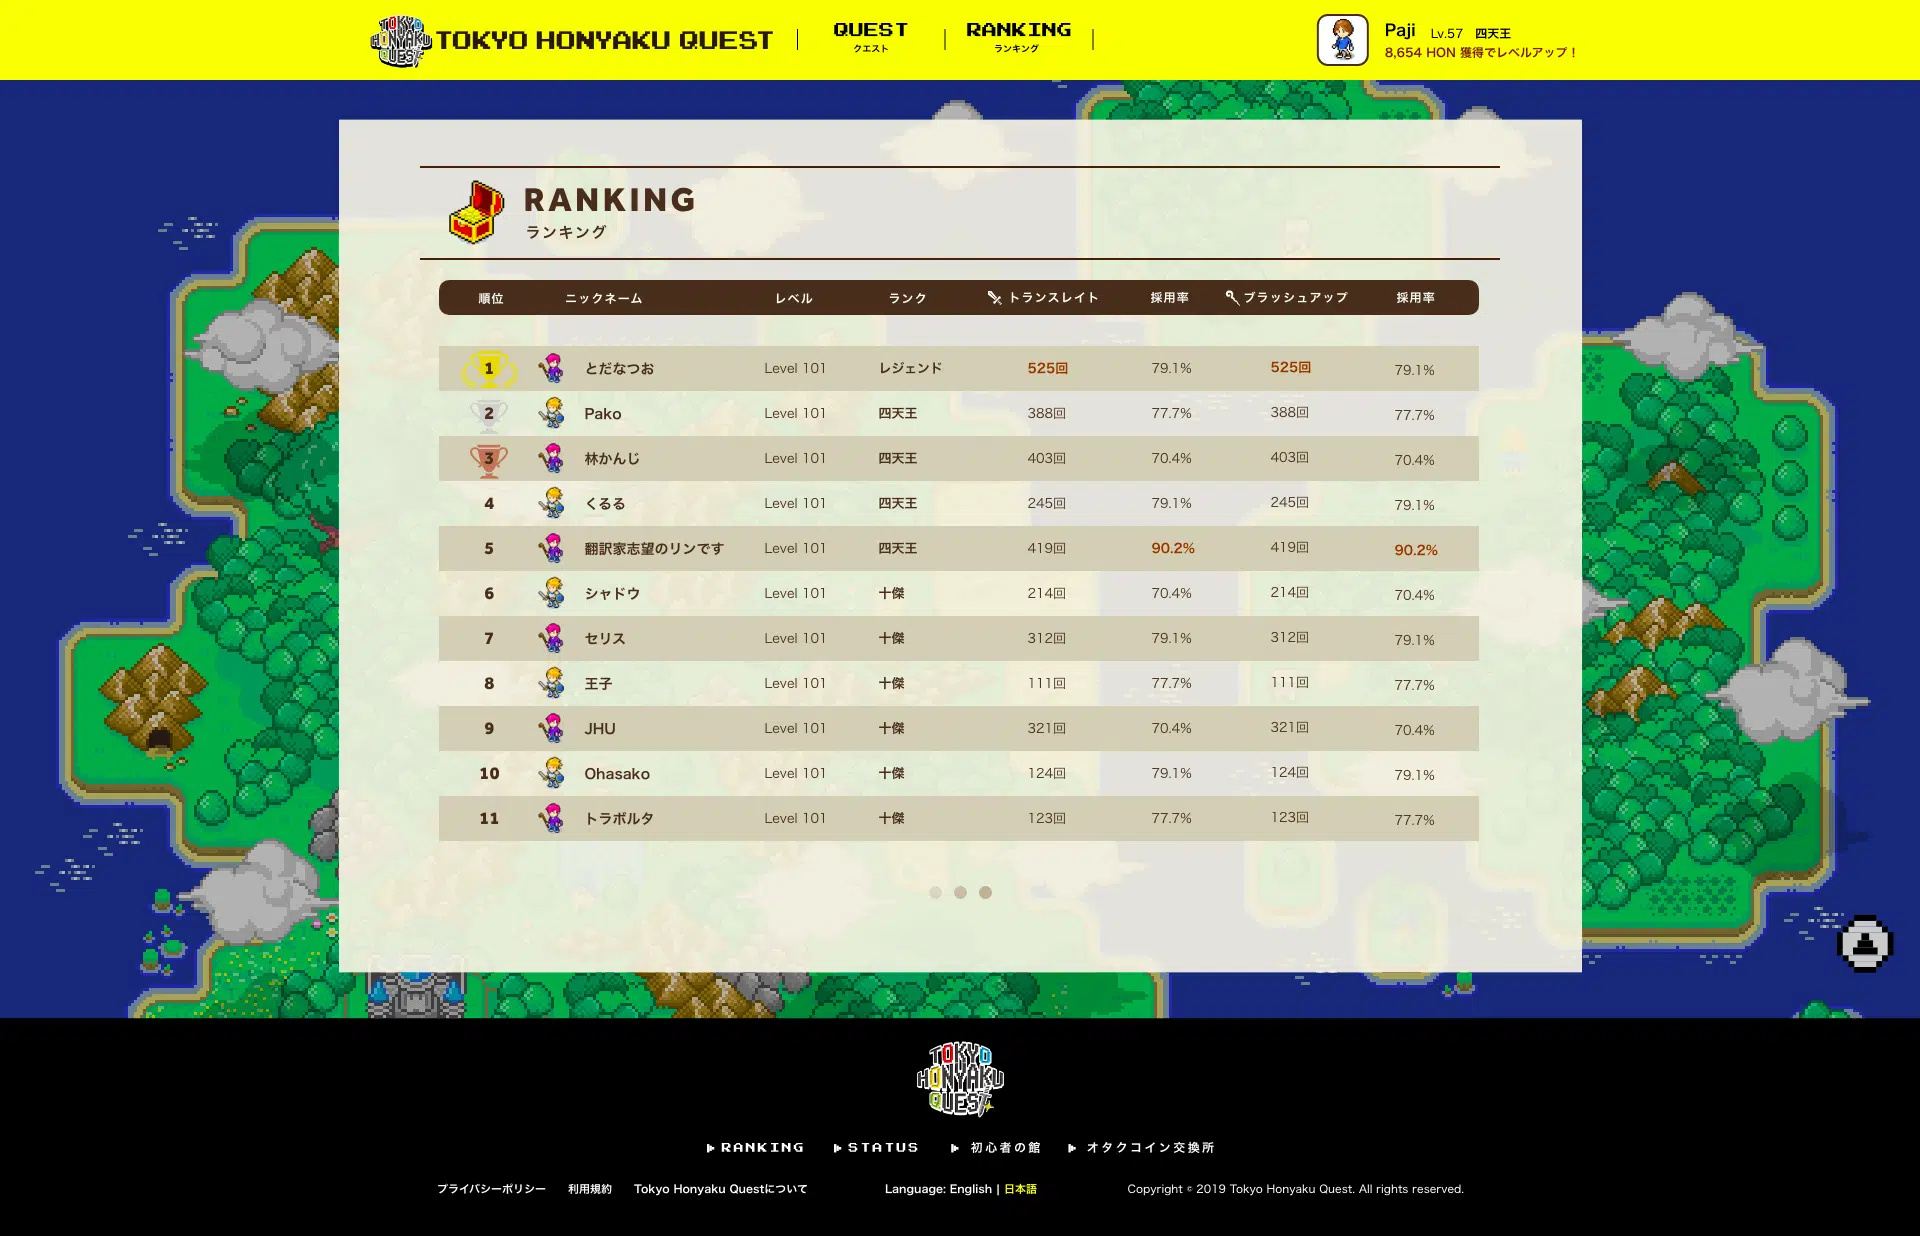 TOKYO HONYAKU QUEST
TOKYO HONYAKU QUEST
QUEST
クエスト
RANKING
ランキング
Paji Lv.57 四天王
8,654 HON 獲得でレベルアップ！
RANKING
ランキング
順位 ニックネーム レベル ランク トランスレイト 採用率 ブラッシュアップ 採用率
1 とだなつお Level 101 レジェンド 525回 79.1% 525回 79.1%
2 Pako Level 101 四天王 388回 77.7% 388回 77.7%
3 林かんじ Level 101 四天王 403回 70.4% 403回 70.4%
4 くるる Level 101 四天王 245回 79.1% 245回 79.1%
5 翻訳家志望のリンです Level 101 四天王 419回 90.2% 419回 90.2%
6 シャドウ Level 101 十傑 214回 70.4% 214回 70.4%
7 セリス Level 101 十傑 312回 79.1% 312回 79.1%
8 王子 Level 101 十傑 111回 77.7% 111回 77.7%
9 JHU Level 101 十傑 321回 70.4% 321回 70.4%
10 Ohasako Level 101 十傑 124回 79.1% 124回 79.1%
11 トラボルタ Level 101 十傑 123回 77.7% 123回 77.7%
TOKYO HONYAKU QUEST
RANKING STATUS 初心者の館 オタクコイン交換所
プライバシーポリシー 利用規約 Tokyo Honyaku Questについて Language: English | 日本語 Copyright © 2019 Tokyo Honyaku Quest. All rights reserved.